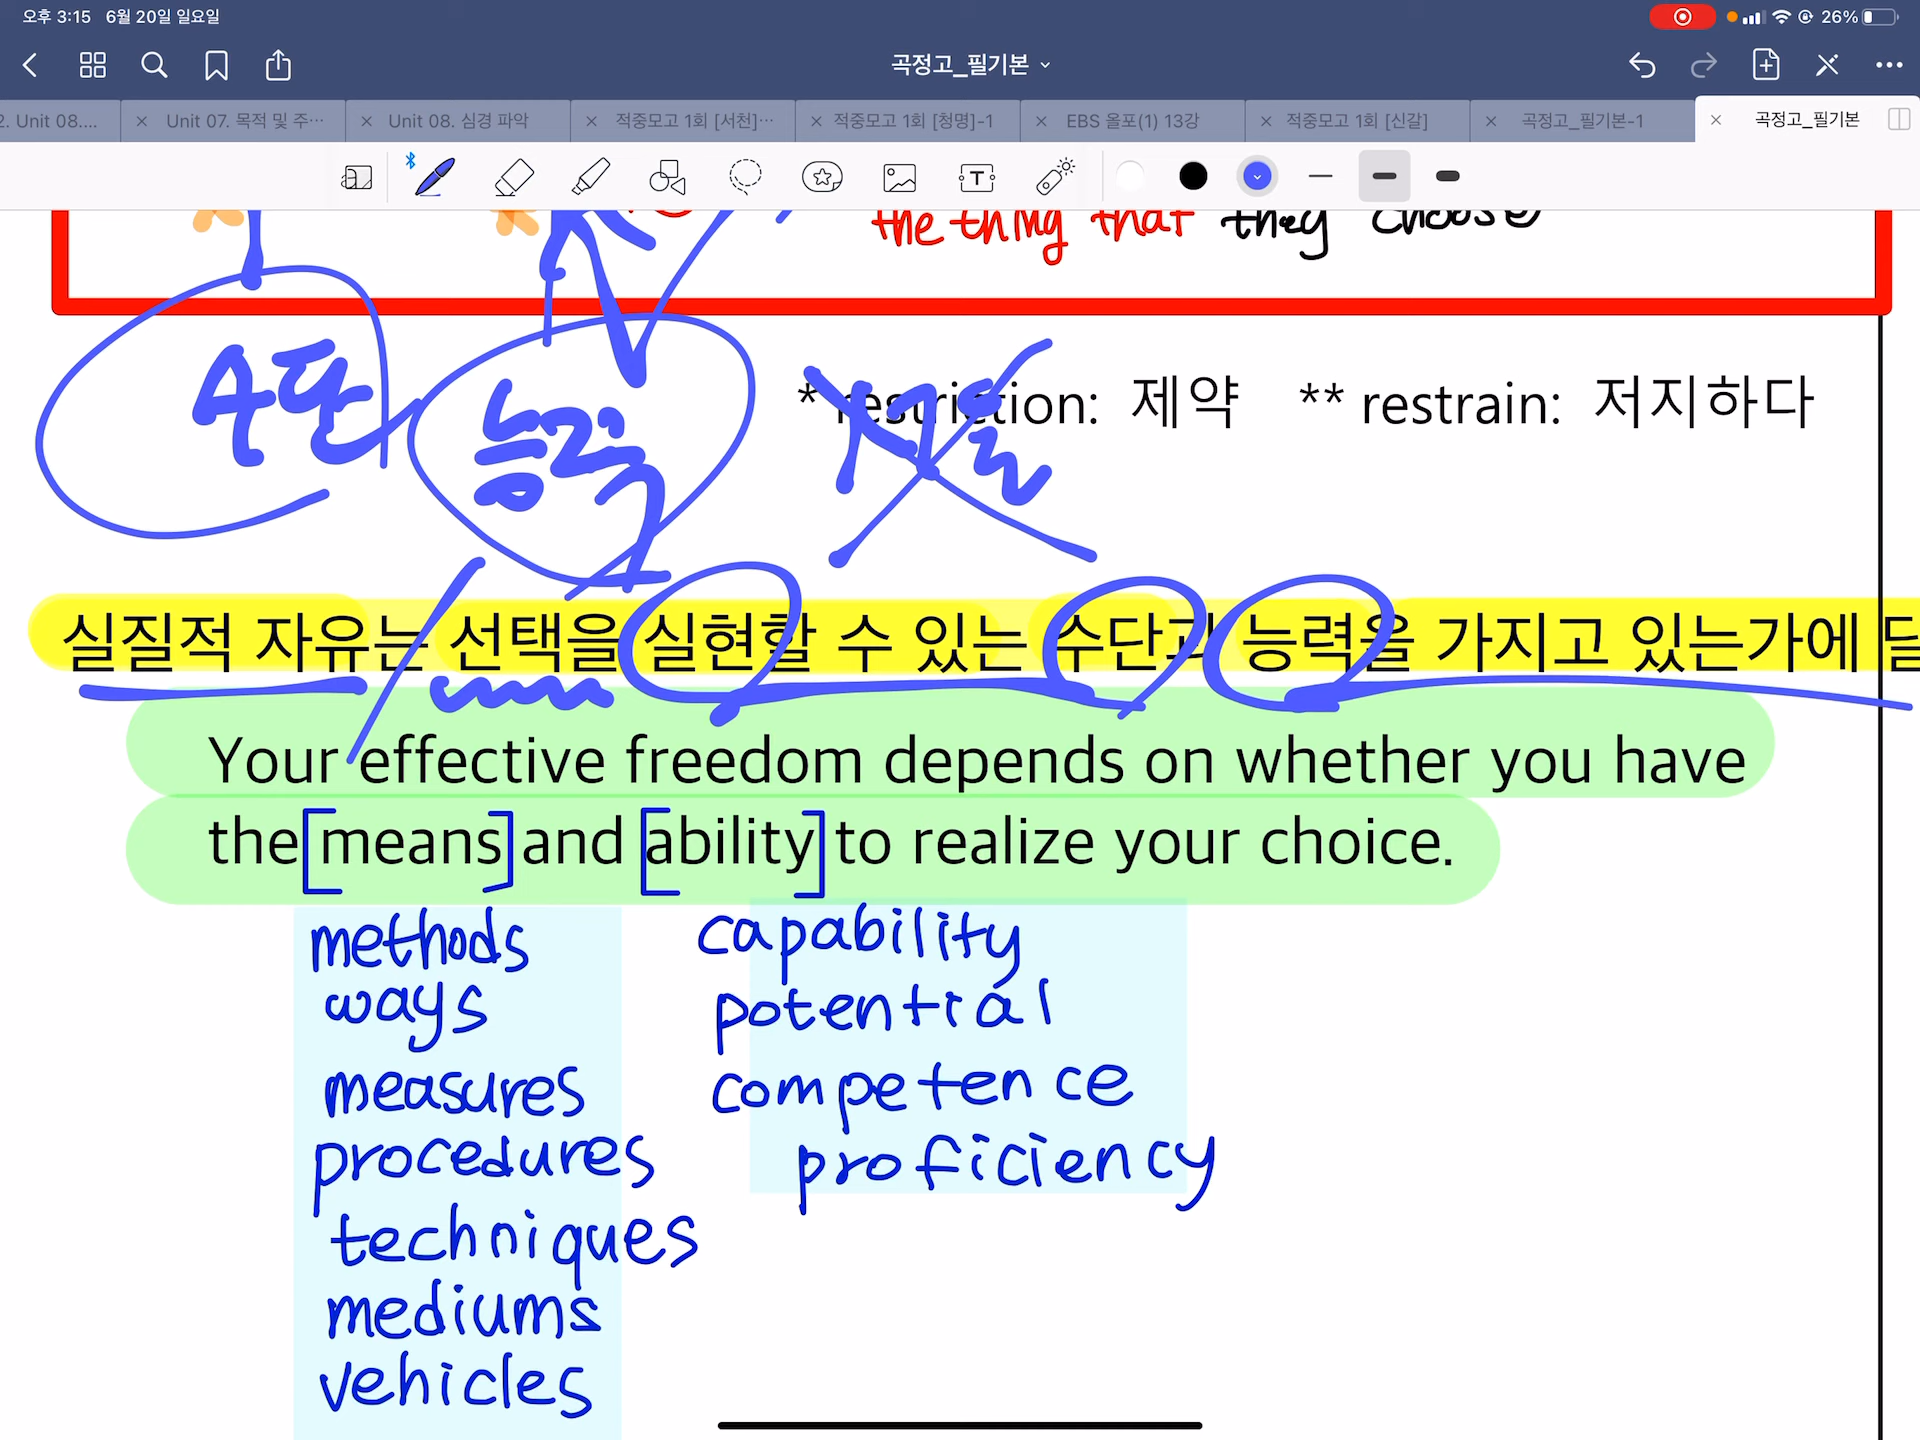 오후 3:15 6월 20일 일요일
26%
곡정고_필기본
2. Unit 08.... Unit 07. 목적 및 주… Unit 08. 심경 파악 적중모고 1회 [서천]… 적중모고 1회 [청명]-1 EBS 올포(1) 13강 적중모고 1회 [신갈] 곡정고_필기본-1 곡정고_필기본
the thing that they choose
수단 능력
* restriction: 제약 ** restrain: 저지하다
실질적 자유는 선택을 실현할 수 있는 수단과 능력을 가지고 있는가에 달
Your effective freedom depends on whether you have
the [means] and [ability] to realize your choice.
methods capability
ways potential
measures competence
procedures proficiency
techniques
mediums
vehicles